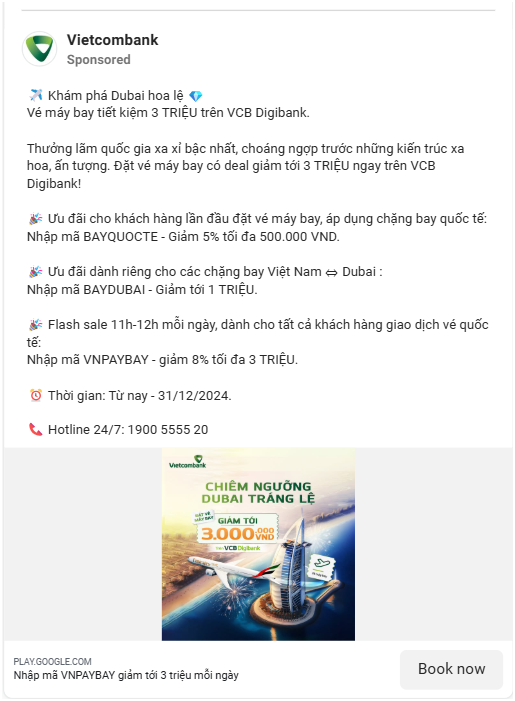 Vietcombank
Sponsored
✈️ Khám phá Dubai hoa lệ 💎
Vé máy bay tiết kiệm 3 TRIỆU trên VCB Digibank.
Thưởng lãm quốc gia xa xỉ bậc nhất, choáng ngợp trước những kiến trúc xa
hoa, ấn tượng. Đặt vé máy bay có deal giảm tới 3 TRIỆU ngay trên VCB
Digibank!
🎉 Ưu đãi cho khách hàng lần đầu đặt vé máy bay, áp dụng chặng bay quốc tế:
Nhập mã BAYQUOCTE - Giảm 5% tối đa 500.000 VND.
🎉 Ưu đãi dành riêng cho các chặng bay Việt Nam ⇔ Dubai :
Nhập mã BAYDUBAI - Giảm tới 1 TRIỆU.
🎉 Flash sale 11h-12h mỗi ngày, dành cho tất cả khách hàng giao dịch vé quốc
tế:
Nhập mã VNPAYBAY - giảm 8% tối đa 3 TRIỆU.
⏰ Thời gian: Từ nay - 31/12/2024.
📞 Hotline 24/7: 1900 5555 20
Vietcombank
CHIÊM NGƯỠNG
DUBAI TRÁNG LỆ
ĐẶT VÉ
MÁY BAY
GIẢM TỚI
3.000.000 VND
VCB Digibank
PLAY.GOOGLE.COM
Nhập mã VNPAYBAY giảm tới 3 triệu mỗi ngày
Book now